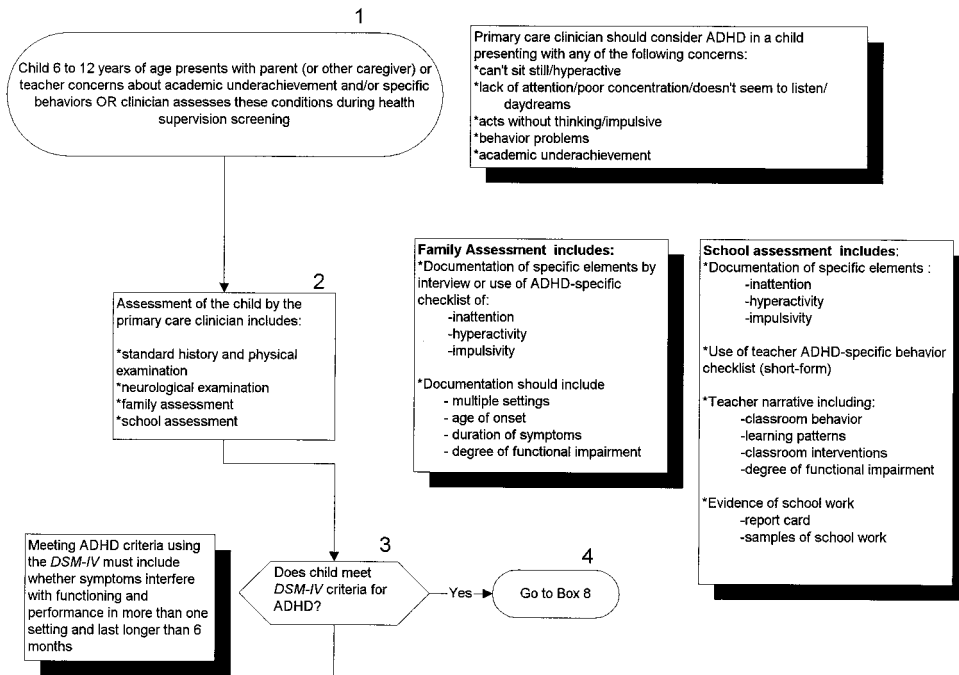 1
Child 6 to 12 years of age presents with parent (or other caregiver) or
teacher concerns about academic underachievement and/or specific
behaviors OR clinician assesses these conditions during health
supervision screening
Primary care clinician should consider ADHD in a child
presenting with any of the following concerns:
*can't sit still/hyperactive
*lack of attention/poor concentration/doesn't seem to listen/
daydreams
*acts without thinking/impulsive
*behavior problems
*academic underachievement
2
Assessment of the child by the
primary care clinician includes:
*standard history and physical
examination
*neurological examination
*family assessment
*school assessment
Family Assessment includes:
*Documentation of specific elements by
interview or use of ADHD-specific
checklist of:
-inattention
-hyperactivity
-impulsivity
*Documentation should include
- multiple settings
- age of onset
- duration of symptoms
- degree of functional impairment
School assessment includes:
*Documentation of specific elements :
-inattention
-hyperactivity
-impulsivity
*Use of teacher ADHD-specific behavior
checklist (short-form)
*Teacher narrative including:
-classroom behavior
-learning patterns
-classroom interventions
-degree of functional impairment
*Evidence of school work
-report card
-samples of school work
Meeting ADHD criteria using
the DSM-IV must include
whether symptoms interfere
with functioning and
performance in more than one
setting and last longer than 6
months
3
Does child meet
DSM-IV criteria for
ADHD?
Yes
4
Go to Box 8